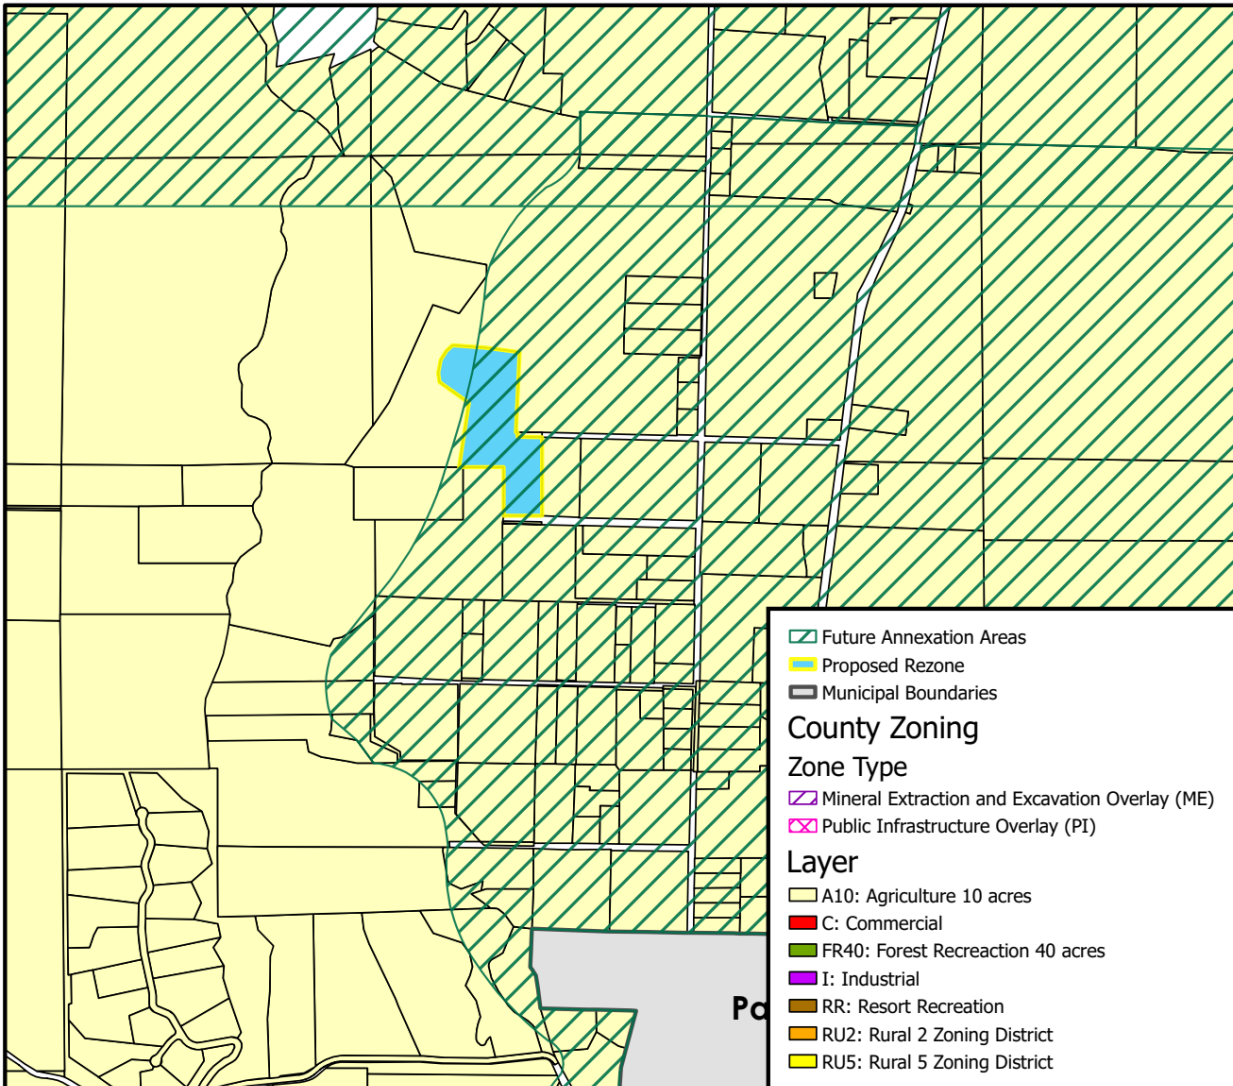 Future Annexation Areas
Proposed Rezone
Municipal Boundaries
County Zoning
Zone Type
Mineral Extraction and Excavation Overlay (ME)
Public Infrastructure Overlay (PI)
Layer
A10: Agriculture 10 acres
C: Commercial
FR40: Forest Recreaction 40 acres
I: Industrial
Pa
RR: Resort Recreation
RU2: Rural 2 Zoning District
RU5: Rural 5 Zoning District